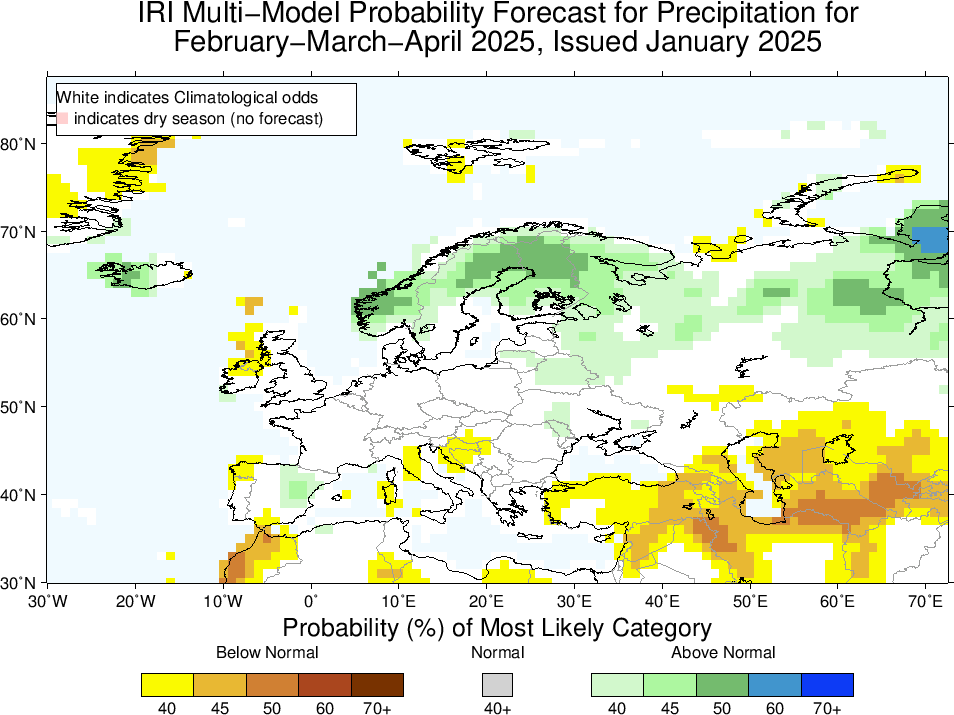 IRI Multi−Model Probability Forecast for Precipitation for
February−March−April 2025, Issued January 2025
White indicates Climatological odds
indicates dry season (no forecast)
80˚N
70˚N
60˚N
50˚N
40˚N
30˚N
30˚W 20˚W 10˚W 0˚ 10˚E 20˚E 30˚E 40˚E 50˚E 60˚E 70˚E
Probability (%) of Most Likely Category
Below Normal Normal Above Normal
40 45 50 60 70+ 40+ 40 45 50 60 70+